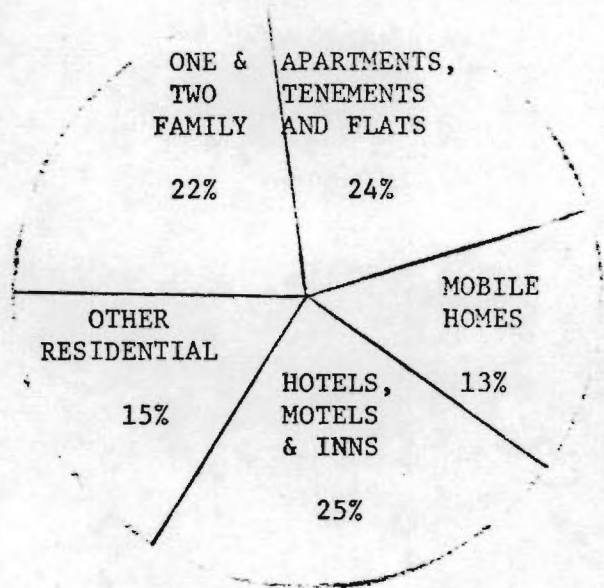 ONE &
TWO
FAMILY
22%
APARTMENTS,
TENEMENTS
AND FLATS
24%
MOBILE
HOMES
13%
OTHER
RESIDENTIAL
15%
HOTELS,
MOTELS
& INNS
25%